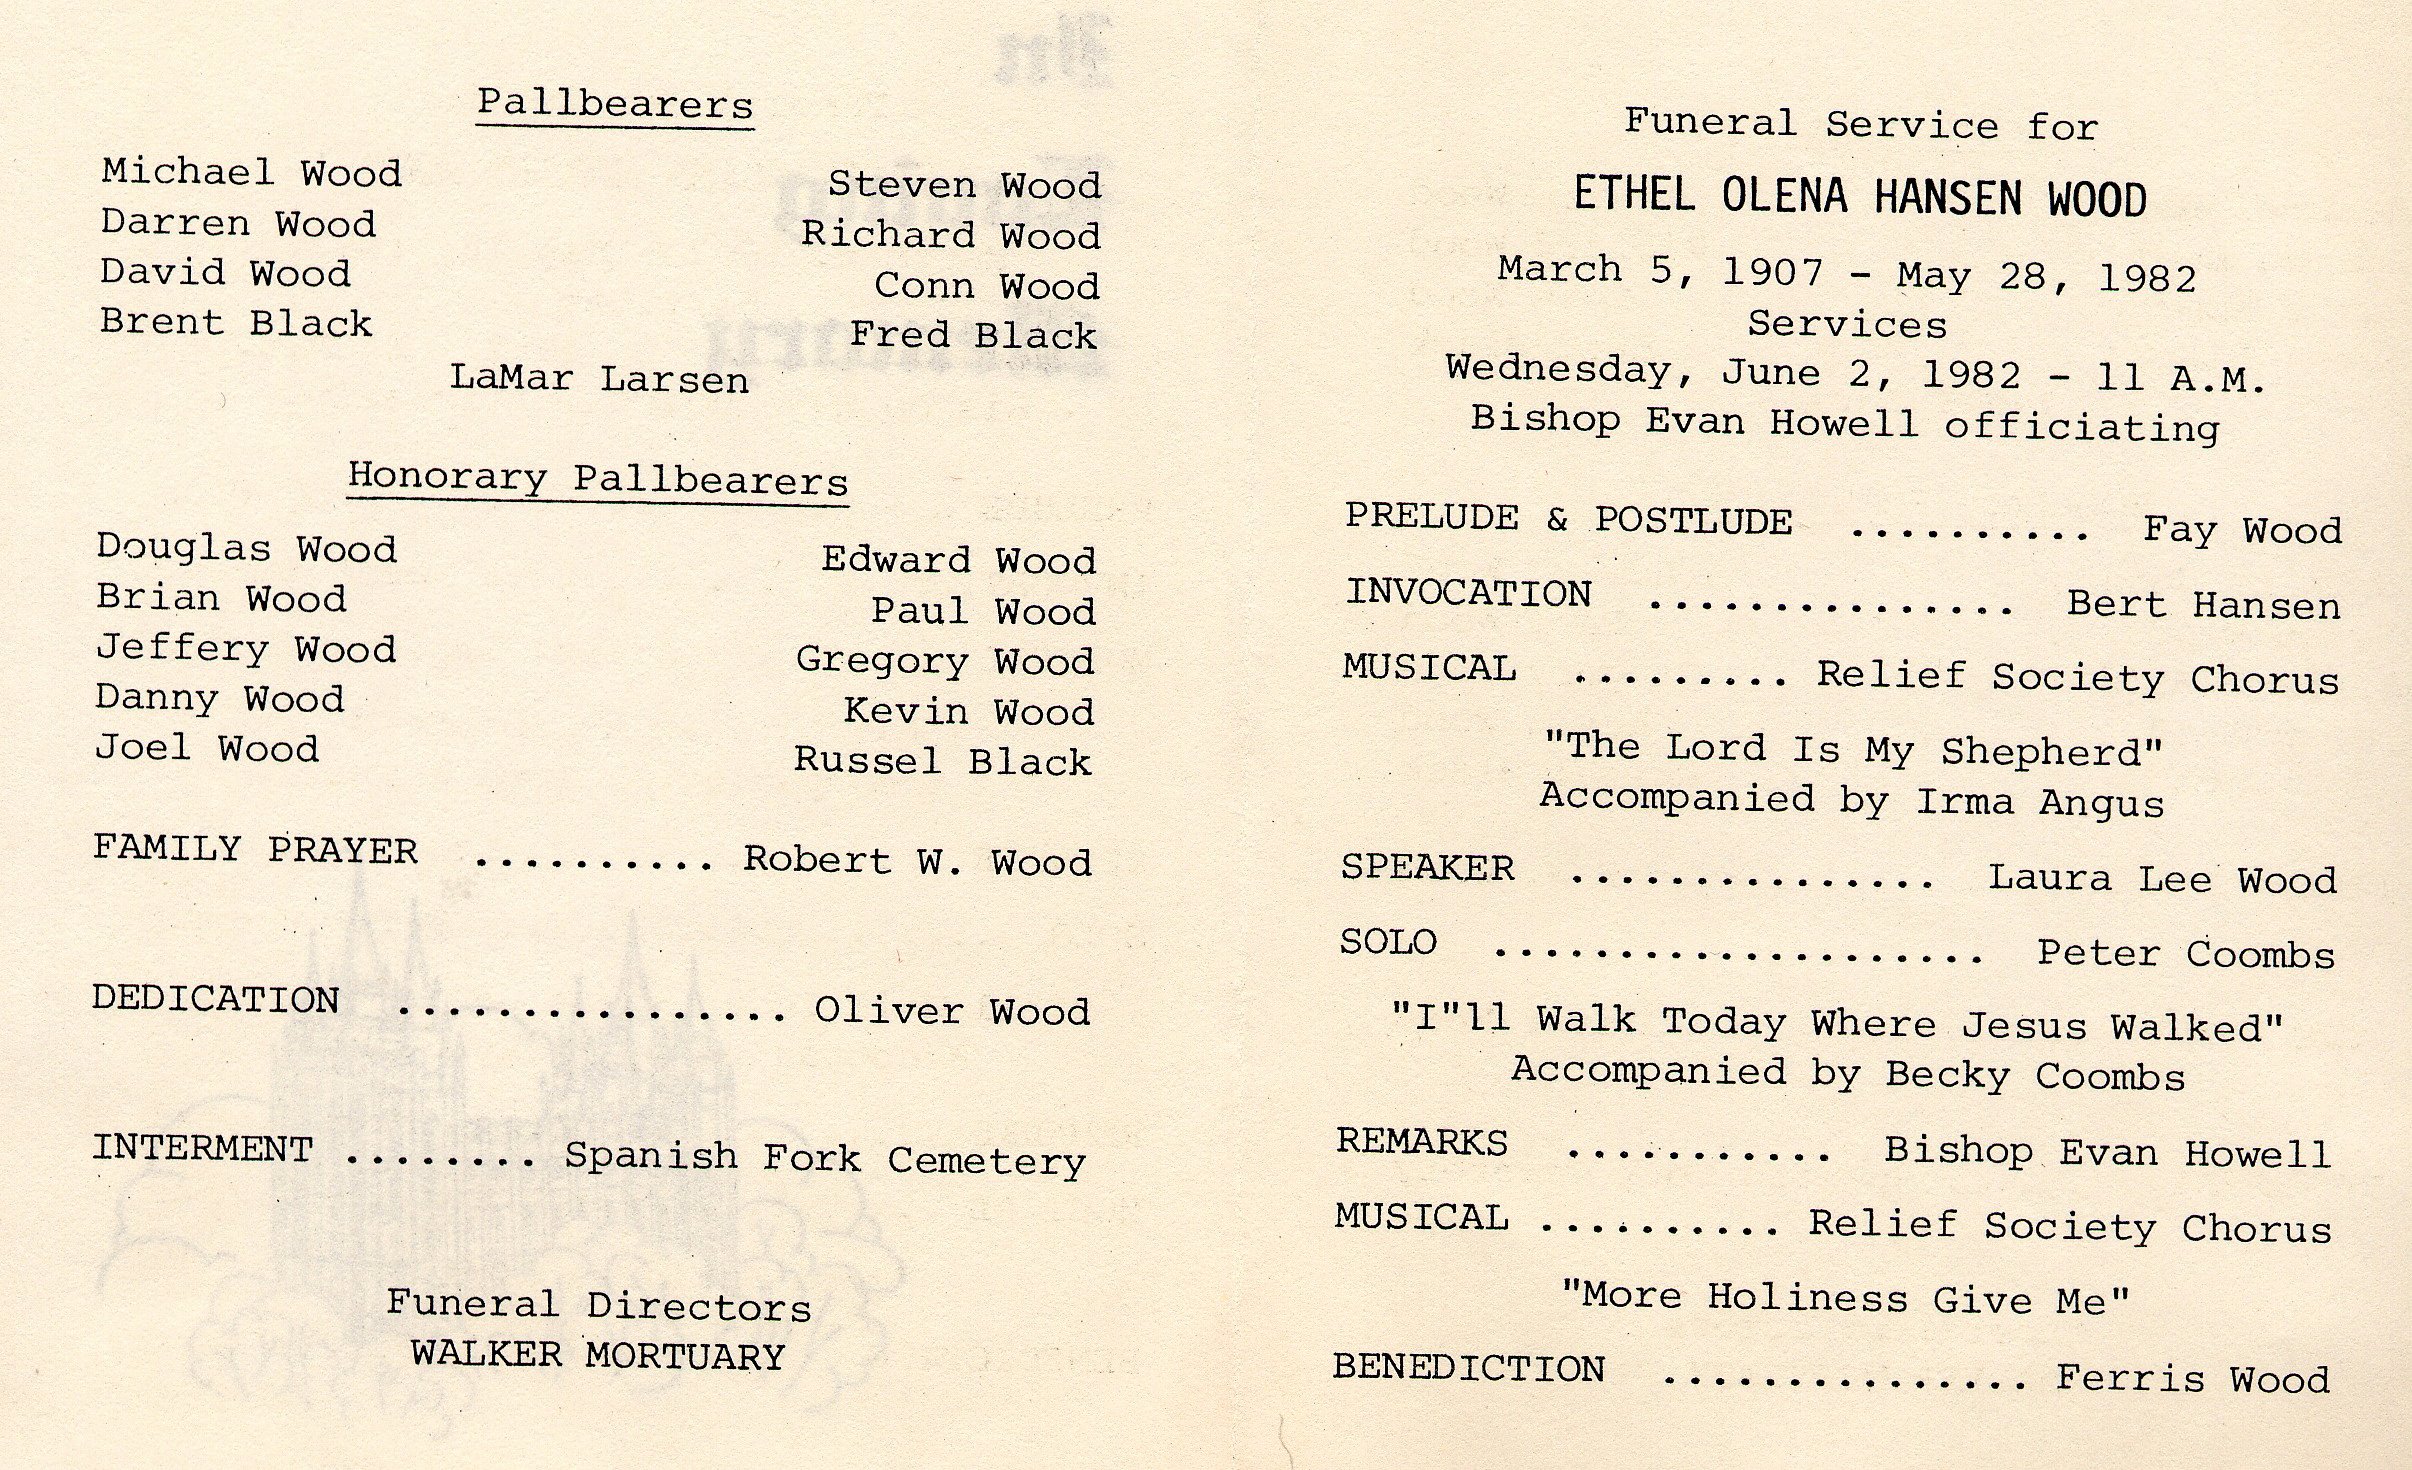 Pallbearers
Michael Wood Steven Wood
Darren Wood Richard Wood
David Wood Conn Wood
Brent Black Fred Black
LaMar Larsen
Honorary Pallbearers
Douglas Wood Edward Wood
Brian Wood Paul Wood
Jeffery Wood Gregory Wood
Danny Wood Kevin Wood
Joel Wood Russel Black
FAMILY PRAYER .......... Robert W. Wood
DEDICATION ................ Oliver Wood
INTERMENT ........ Spanish Fork Cemetery
Funeral Directors
WALKER MORTUARY
Funeral Service for
ETHEL OLENA HANSEN WOOD
March 5, 1907 - May 28, 1982
Services
Wednesday, June 2, 1982 - 11 A.M.
Bishop Evan Howell officiating
PRELUDE & POSTLUDE .......... Fay Wood
INVOCATION ............... Bert Hansen
MUSICAL ......... Relief Society Chorus
"The Lord Is My Shepherd"
Accompanied by Irma Angus
SPEAKER ............... Laura Lee Wood
SOLO .................... Peter Coombs
"I"ll Walk Today Where Jesus Walked"
Accompanied by Becky Coombs
REMARKS ........... Bishop Evan Howell
MUSICAL .......... Relief Society Chorus
"More Holiness Give Me"
BENEDICTION ............... Ferris Wood